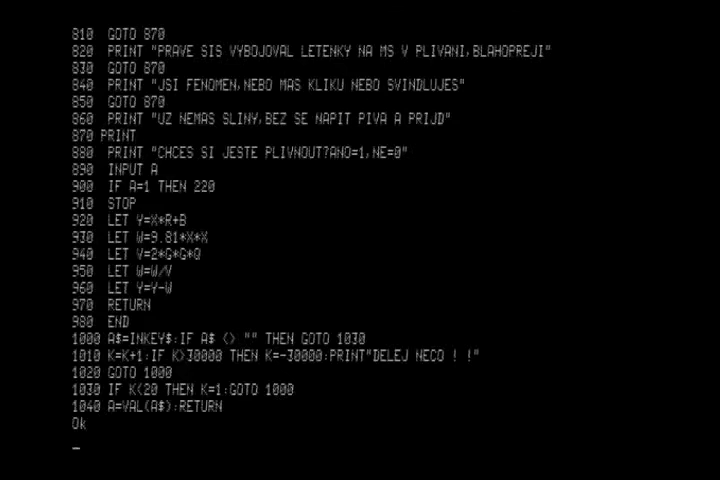 810  GOTO 870
820  PRINT "PRAVE SIS VYBOJOVAL LETENKY NA MS V PLIVANI,BLAHOPREJI"
830  GOTO 870
840  PRINT "JSI FENOMEN,NEBO MAS KLIKU NEBO SVINDLUJES"
850  GOTO 870
860  PRINT "UZ NEMAS SLINY,BEZ SE NAPIT PIVA A PRIJD"
870 PRINT
880  PRINT "CHCES SI JESTE PLIVNOUT?ANO=1,NE=0"
890  INPUT A
900  IF A=1 THEN 220
910  STOP
920  LET Y=X*R+B
930  LET W=9.81*X*X
940  LET V=2*G*G*Q
950  LET W=W/V
960  LET Y=Y-W
970  RETURN
980  END
1000 A$=INKEY$:IF A$ <> "" THEN GOTO 1030
1010 K=K+1:IF K>30000 THEN K=-30000:PRINT"DELEJ NECO ! !"
1020 GOTO 1000
1030 IF K<20 THEN K=1:GOTO 1000
1040 A=VAL(A$):RETURN
Ok